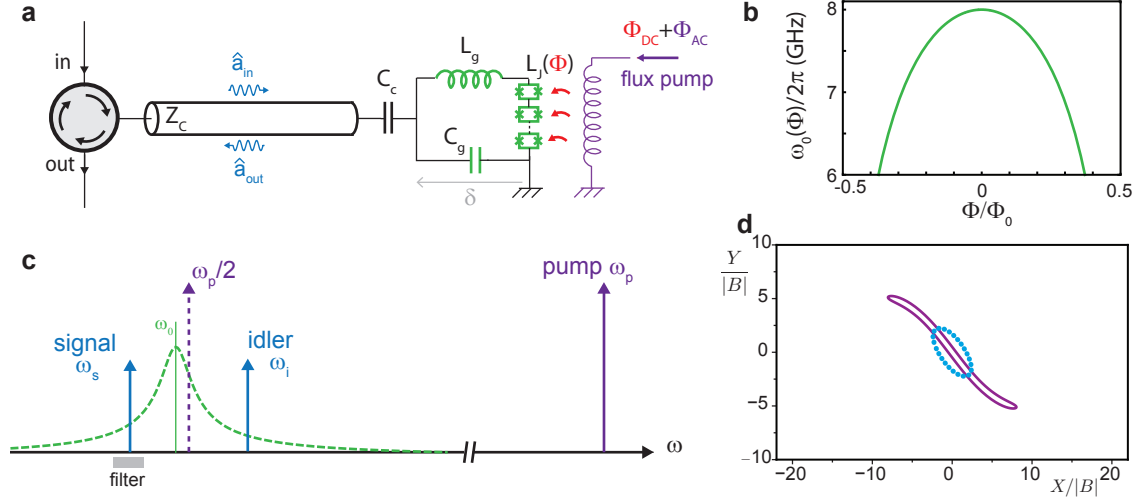 a
in
out
Z_C
â_in
â_out
C_c
L_g
C_g
δ
L_J(Φ)
Φ_DC+Φ_AC
flux pump
b
ω_0(Φ)/2π (GHz)
8
7
6
-0.5
0
0.5
Φ/Φ_0
c
signal
ω_s
ω_0
ω_p/2
idler
ω_i
pump ω_p
ω
filter
d
Y/|B|
10
5
0
−5
−10
−20
−10
0
10
20
X/|B|